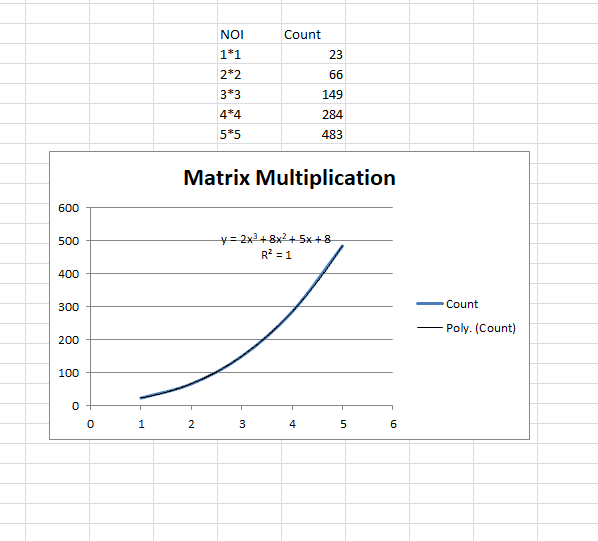 NOI Count
1*1 23
2*2 66
3*3 149
4*4 284
5*5 483
Matrix Multiplication
600
500
400
300
200
100
0
y = 2x³ + 8x² + 5x + 8
R² = 1
Count
Poly. (Count)
0 1 2 3 4 5 6